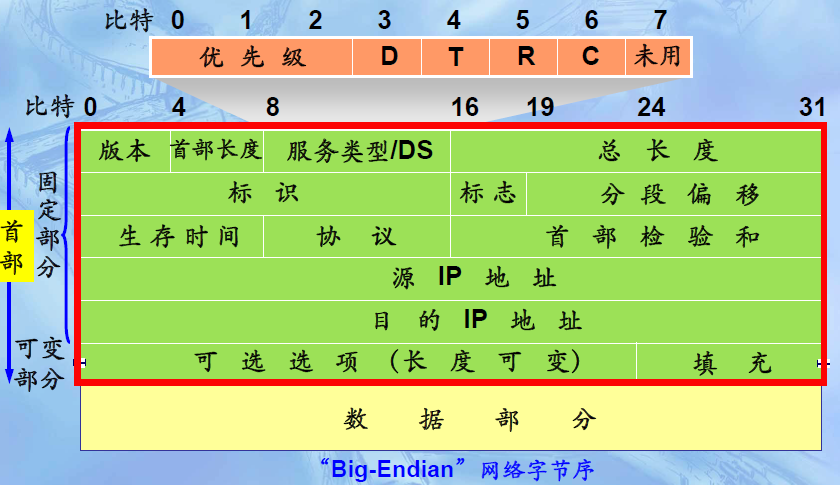 比特 0 1 2 3 4 5 6 7
优先级 D T R C 未用
比特 0 4 8 16 19 24 31
版本 首部长度 服务类型/DS 总长度
标识 标志 分段偏移
生存时间 协议 首部检验和
源 IP 地址
目的 IP 地址
可选选项（长度可变） 填充
数据部分
首部
固定部分
可变部分
“Big-Endian”网络字节序